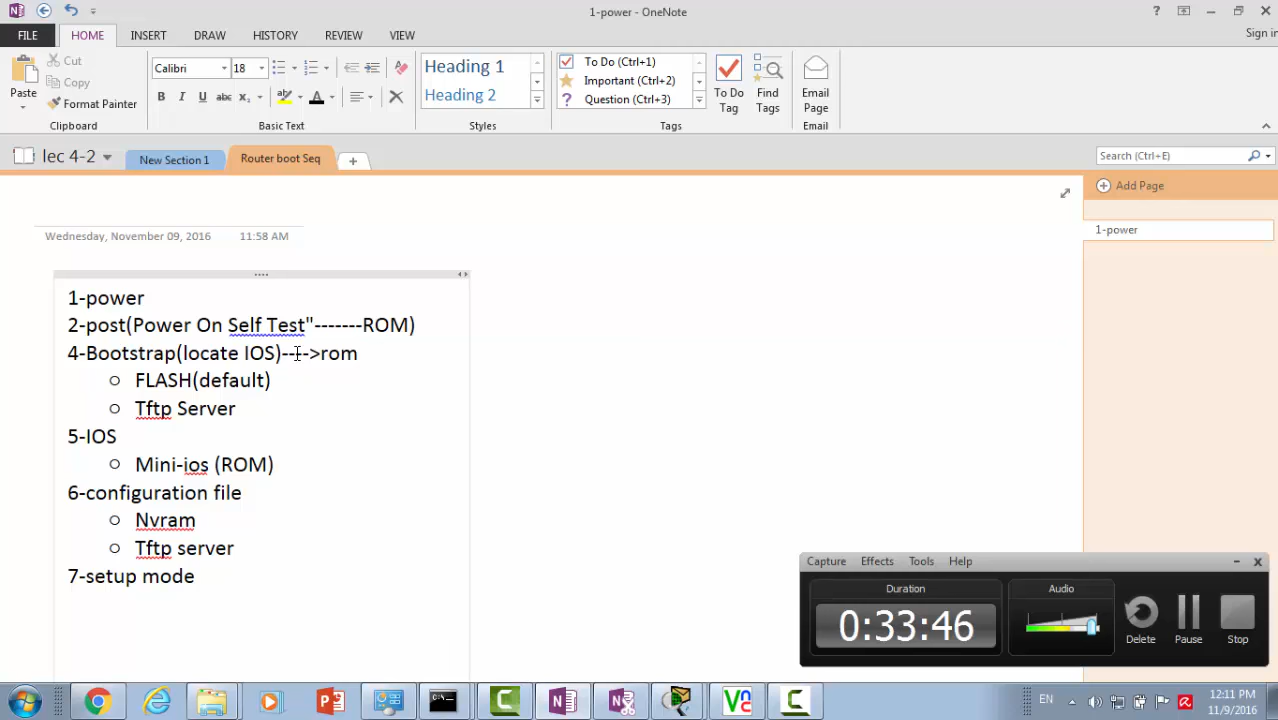 1-power - OneNote
Sign in
FILE HOME INSERT DRAW HISTORY REVIEW VIEW
Paste
Cut
Copy
Format Painter
Clipboard
Calibri 18
B I U abc X2 A
Basic Text
Heading 1
Heading 2
Styles
To Do (Ctrl+1)
Important (Ctrl+2)
Question (Ctrl+3)
To Do Tag
Find Tags
Tags
Email Page
Email
lec 4-2 New Section 1 Router boot Seq
Search (Ctrl+E)
Add Page
1-power
Wednesday, November 09, 2016 11:58 AM
1-power
2-post(Power On Self Test"-------ROM)
4-Bootstrap(locate IOS)---->rom
FLASH(default)
Tftp Server
5-IOS
Mini-ios (ROM)
6-configuration file
Nvram
Tftp server
7-setup mode
Capture Effects Tools Help
Duration
0:33:46
Audio
Delete Pause Stop
EN
12:11 PM
11/9/2016